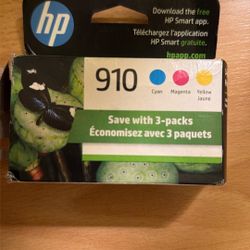 hp
Download the free
HP Smart app.
Téléchargez l'application
HP Smart gratuite.
hpapp.com
910
Cyan
Magenta
Yellow
Jaune
Save with 3-packs
Économisez avec 3 paquets